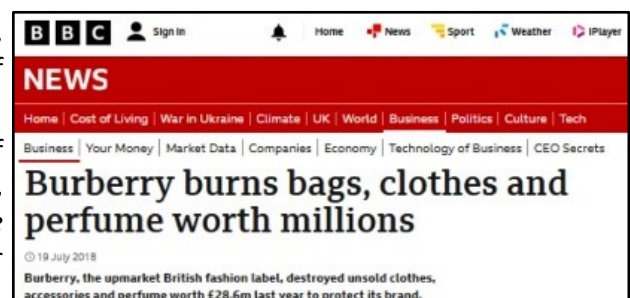 BBC Sign in Home News Sport Weather iPlayer
NEWS
Home | Cost of Living | War in Ukraine | Climate | UK | World | Business | Politics | Culture | Tech
Business | Your Money | Market Data | Companies | Economy | Technology of Business | CEO Secrets
Burberry burns bags, clothes and
perfume worth millions
19 July 2018
Burberry, the upmarket British fashion label, destroyed unsold clothes,
accessories and perfume worth £28.6m last year to protect its brand.